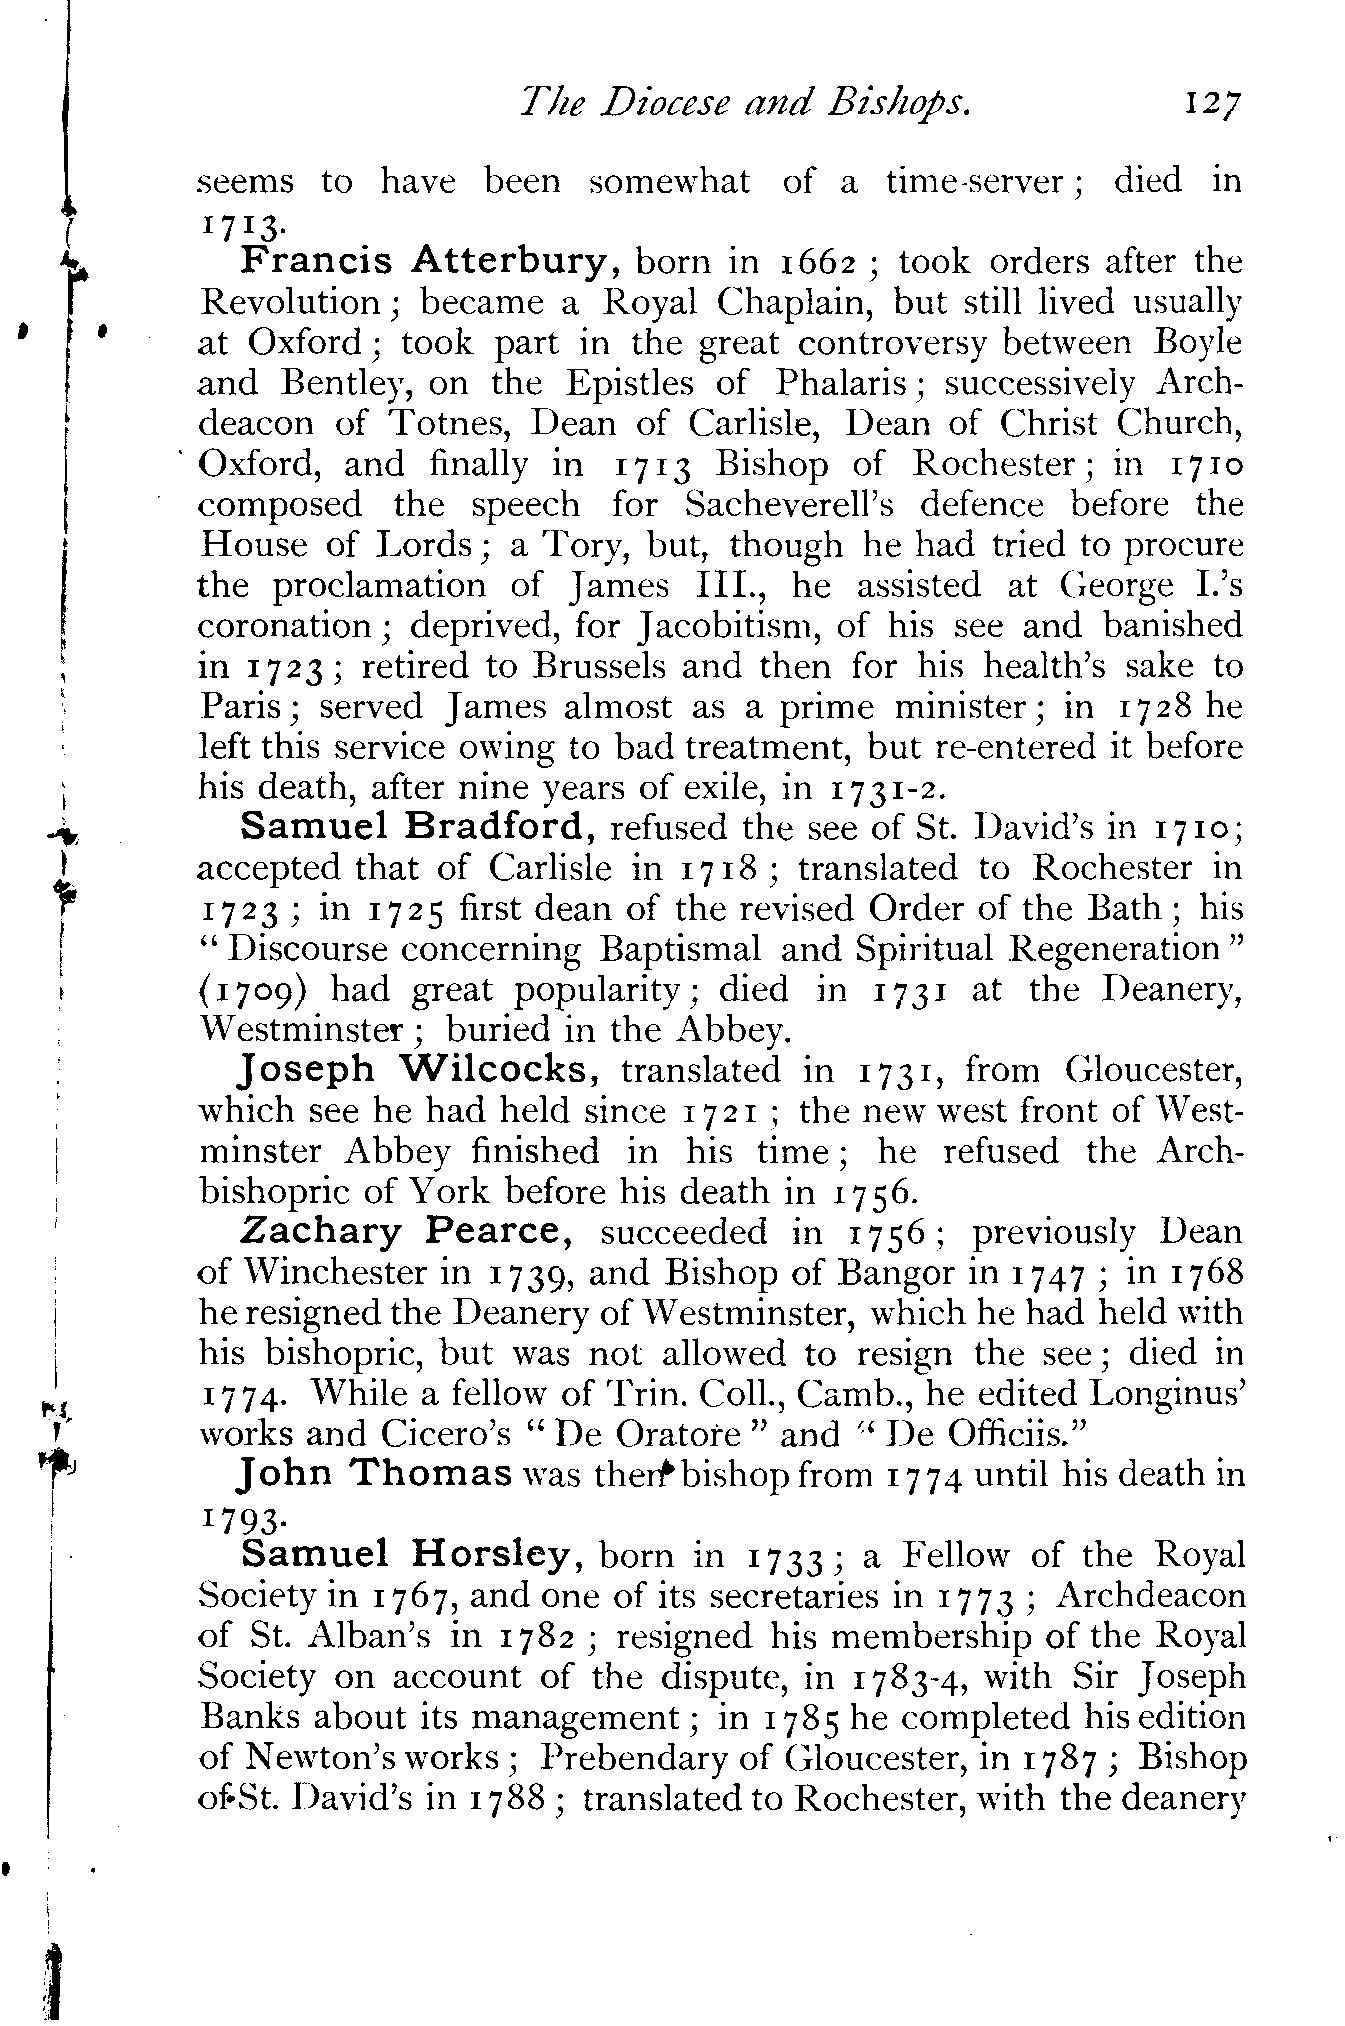 The Diocese and Bishops. 127
seems to have been somewhat of a time-server; died in
1713.
Francis Atterbury, born in 1662; took orders after the
Revolution; became a Royal Chaplain, but still lived usually
at Oxford; took part in the great controversy between Boyle
and Bentley, on the Epistles of Phalaris; successively Arch-
deacon of Totnes, Dean of Carlisle, Dean of Christ Church,
Oxford, and finally in 1713 Bishop of Rochester; in 1710
composed the speech for Sacheverell's defence before the
House of Lords; a Tory, but, though he had tried to procure
the proclamation of James III., he assisted at George I.'s
coronation; deprived, for Jacobitism, of his see and banished
in 1723; retired to Brussels and then for his health's sake to
Paris; served James almost as a prime minister; in 1728 he
left this service owing to bad treatment, but re-entered it before
his death, after nine years of exile, in 1731-2.
Samuel Bradford, refused the see of St. David's in 1710;
accepted that of Carlisle in 1718; translated to Rochester in
1723; in 1725 first dean of the revised Order of the Bath; his
"Discourse concerning Baptismal and Spiritual Regeneration"
(1709) had great popularity; died in 1731 at the Deanery,
Westminster; buried in the Abbey.
Joseph Wilcocks, translated in 1731, from Gloucester,
which see he had held since 1721; the new west front of West-
minster Abbey finished in his time; he refused the Arch-
bishopric of York before his death in 1756.
Zachary Pearce, succeeded in 1756; previously Dean
of Winchester in 1739, and Bishop of Bangor in 1747; in 1768
he resigned the Deanery of Westminster, which he had held with
his bishopric, but was not allowed to resign the see; died in
1774. While a fellow of Trin. Coll., Camb., he edited Longinus'
works and Cicero's "De Oratore" and "De Officiis."
John Thomas was then bishop from 1774 until his death in
1793.
Samuel Horsley, born in 1733; a Fellow of the Royal
Society in 1767, and one of its secretaries in 1773; Archdeacon
of St. Alban's in 1782; resigned his membership of the Royal
Society on account of the dispute, in 1783-4, with Sir Joseph
Banks about its management; in 1785 he completed his edition
of Newton's works; Prebendary of Gloucester, in 1787; Bishop
of St. David's in 1788; translated to Rochester, with the deanery